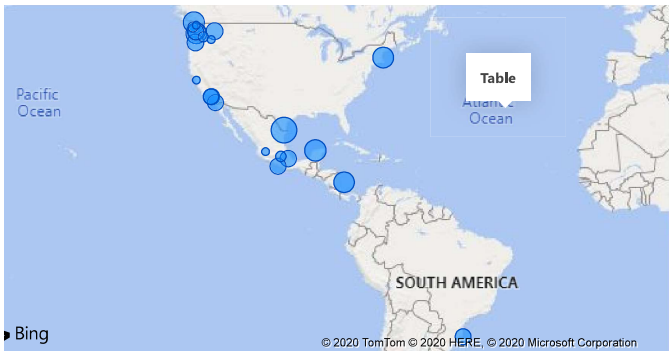 Pacific
Ocean
Table
Atlantic
Ocean
SOUTH AMERICA
Bing
© 2020 TomTom © 2020 HERE, © 2020 Microsoft Corporation